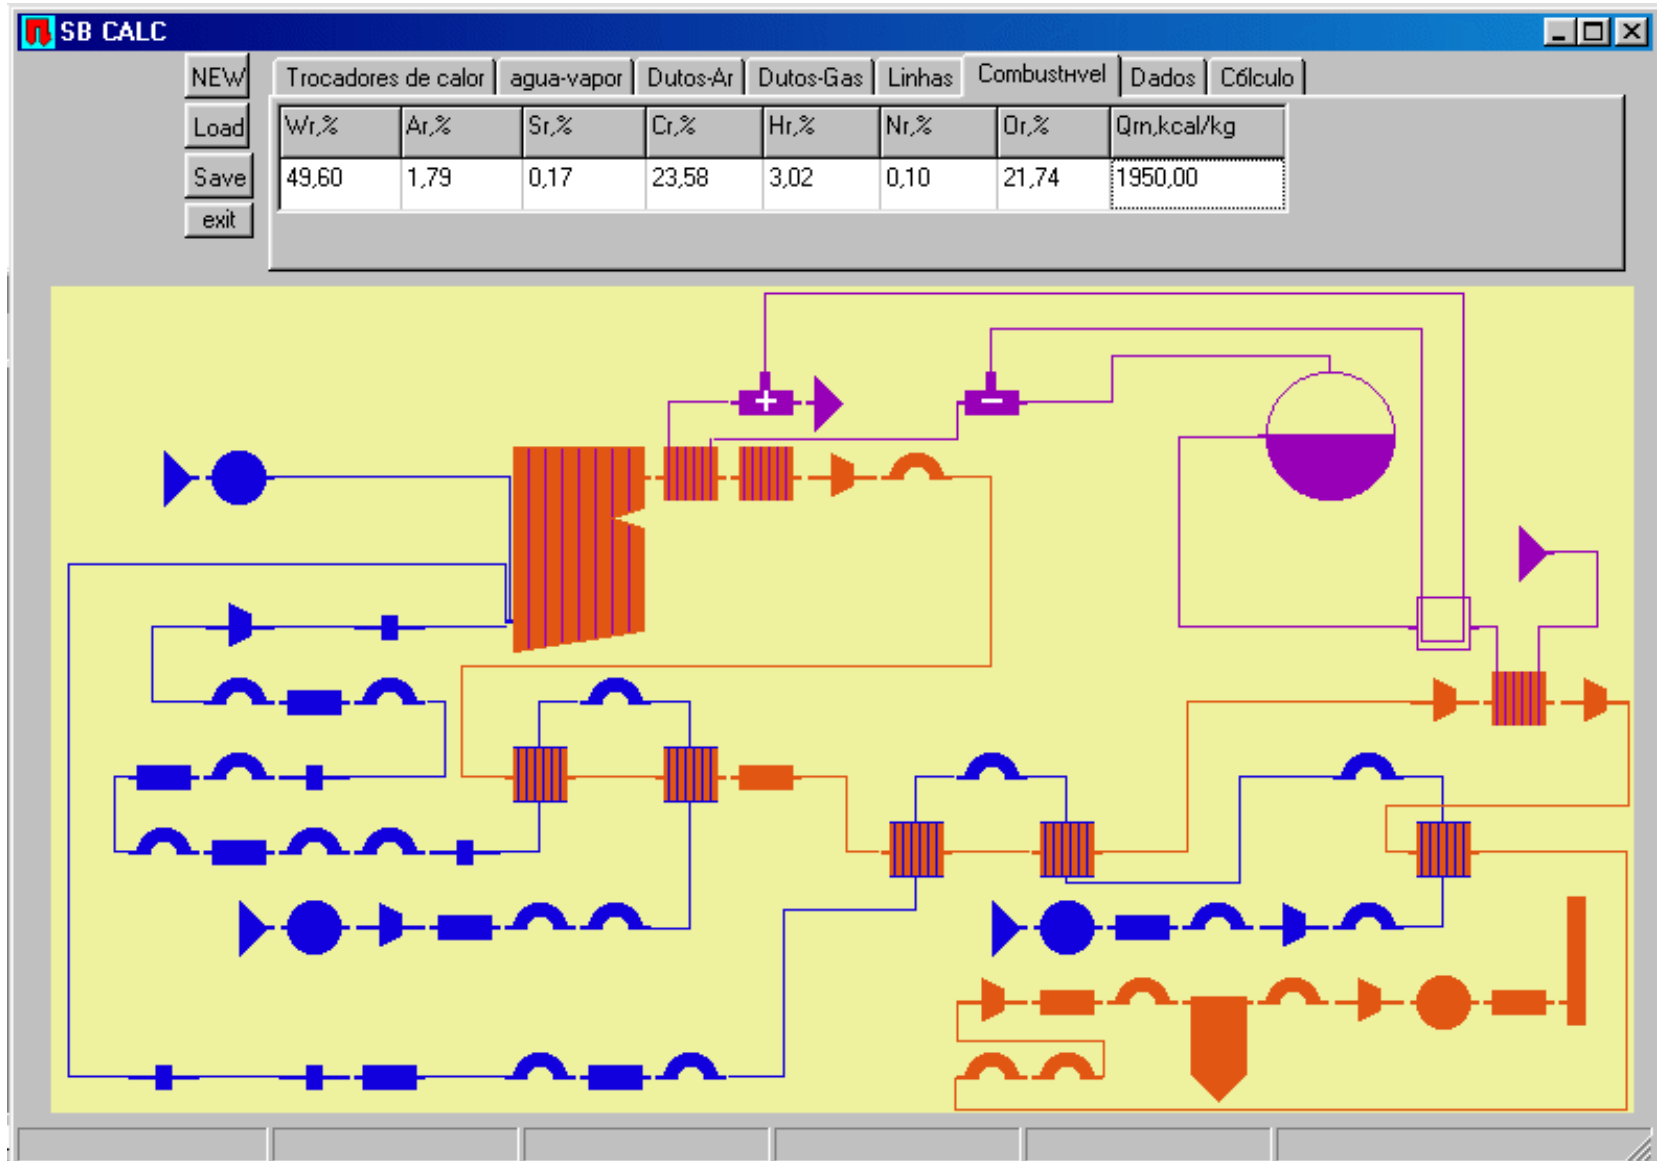 SB CALC
NEW
Load
Save
exit
Trocadores de calor agua-vapor Dutos-Ar Dutos-Gas Linhas Combustнvel Dados Cбlculo
Wr,% Ar,% Sr,% Cr,% Hr,% Nr,% Or,% Qrn,kcal/kg
49,60 1,79 0,17 23,58 3,02 0,10 21,74 1950,00
+
−